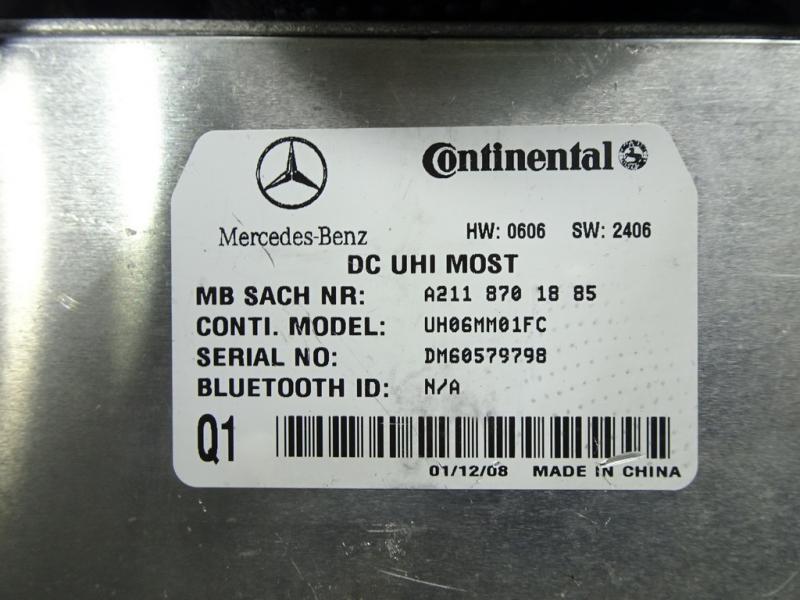 Continental
Mercedes-Benz
HW: 0606 SW: 2406
DC UHI MOST
MB SACH NR: A211 870 18 85
CONTI. MODEL: UH06MM01FC
SERIAL NO: DM60579798
BLUETOOTH ID: N/A
Q1
01/12/08 MADE IN CHINA